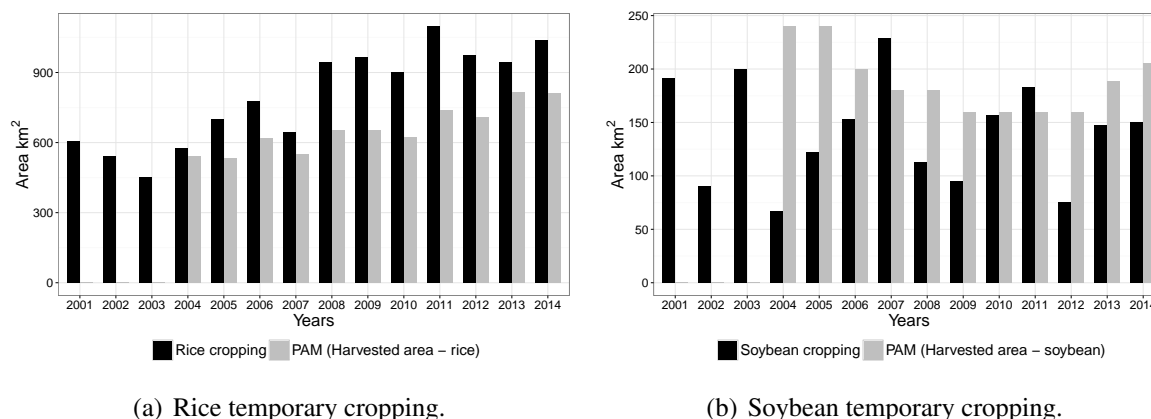 900
600
300
0
Area km2
2001 2002 2003 2004 2005 2006 2007 2008 2009 2010 2011 2012 2013 2014
Years
Rice cropping PAM (Harvested area − rice)
(a) Rice temporary cropping.
250
200
150
100
50
0
Area km2
2001 2002 2003 2004 2005 2006 2007 2008 2009 2010 2011 2012 2013 2014
Years
Soybean cropping PAM (Harvested area − soybean)
(b) Soybean temporary cropping.